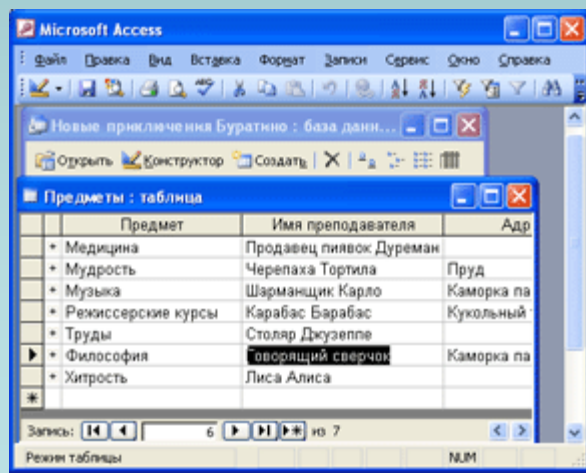 Microsoft Access
Файл Правка Вид Вставка Формат Записи Сервис Окно Справка
Новые приключения Буратино : база данн...
Открыть Конструктор Создать
Предметы : таблица
Предмет Имя преподавателя Адр
+ Медицина Продавец пиявок Дуреман
+ Мудрость Черепаха Тортила Пруд
+ Музыка Шарманщик Карло Каморка па
+ Режиссерские курсы Карабас Барабас Кукольный
+ Труды Столяр Джузеппе
+ Философия Говорящий сверчок Каморка па
+ Хитрость Лиса Алиса
Запись: 6 из 7
Режим таблицы NUM